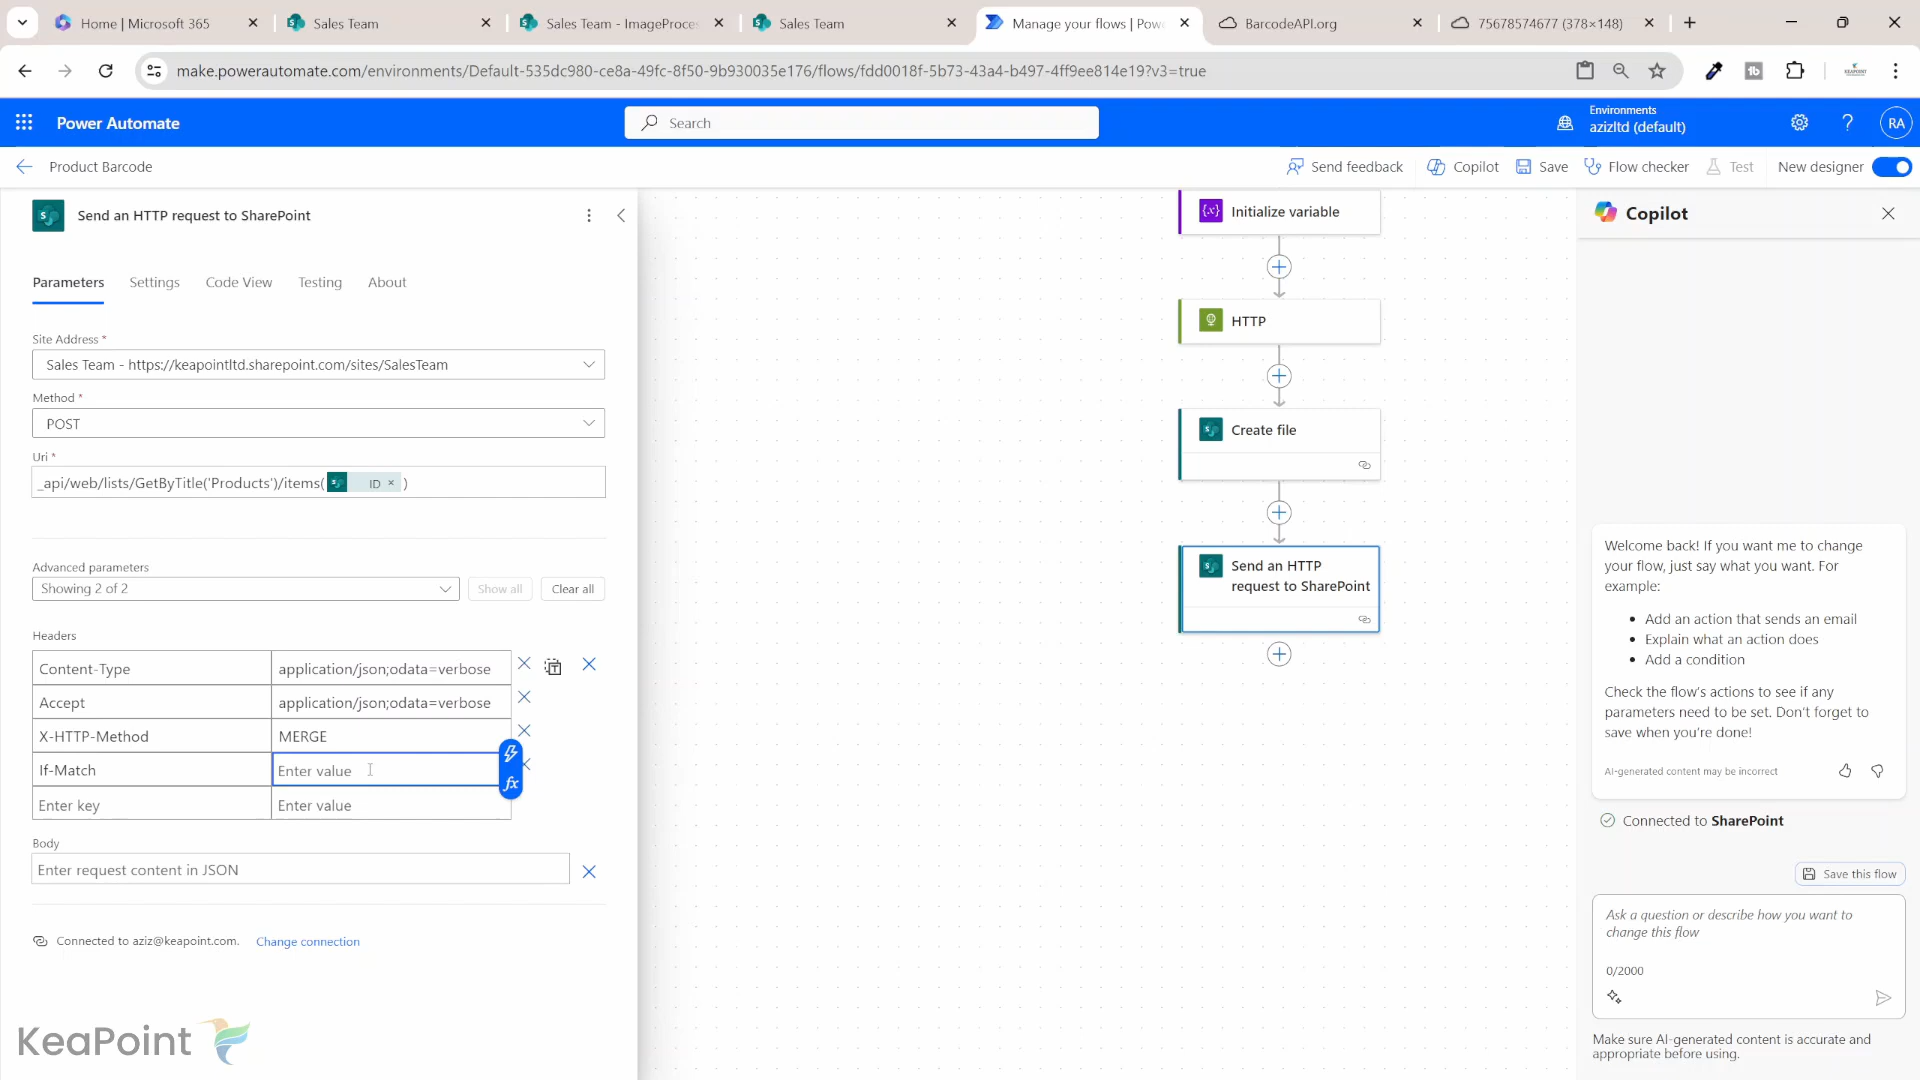 Home | Microsoft 365
Sales Team
Sales Team - ImageProces
Sales Team
Manage your flows | Powe
BarcodeAPI.org
75678574677 (378×148)
make.powerautomate.com/environments/Default-535dc980-ce8a-49fc-8f50-9b930035e176/flows/fdd0018f-5b73-43a4-b497-4ff9ee814e19?v3=true
Power Automate
Search
Environments
azizltd (default)
RA
Product Barcode
Send feedback
Copilot
Save
Flow checker
Test
New designer
Send an HTTP request to SharePoint
Parameters
Settings
Code View
Testing
About
Site Address *
Sales Team - https://keapointltd.sharepoint.com/sites/SalesTeam
Method *
POST
Uri *
_api/web/lists/GetByTitle('Products')/items( ID × )
Advanced parameters
Showing 2 of 2
Show all
Clear all
Headers
Content-Type
application/json;odata=verbose
Accept
application/json;odata=verbose
X-HTTP-Method
MERGE
If-Match
Enter value
fx
Enter key
Enter value
Body
Enter request content in JSON
Connected to aziz@keapoint.com.
Change connection
KeaPoint
{x}
Initialize variable
HTTP
Create file
Send an HTTP
request to SharePoint
Copilot
Welcome back! If you want me to change
your flow, just say what you want. For
example:
• Add an action that sends an email
• Explain what an action does
• Add a condition
Check the flow's actions to see if any
parameters need to be set. Don't forget to
save when you're done!
AI-generated content may be incorrect
Connected to SharePoint
Save this flow
Ask a question or describe how you want to
change this flow
0/2000
Make sure AI-generated content is accurate and
appropriate before using.